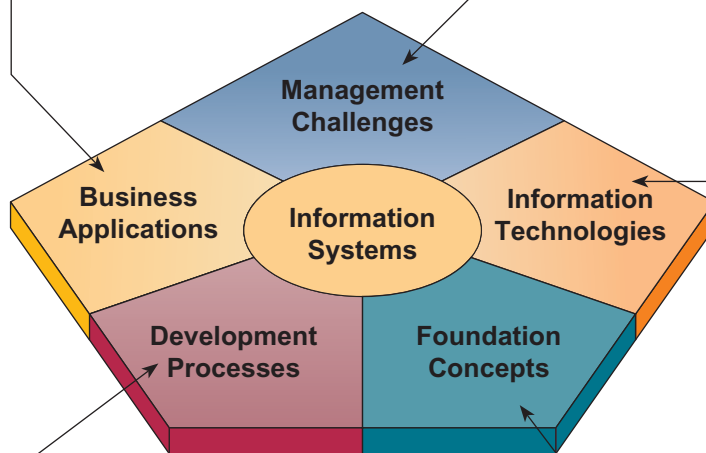 Management
Challenges
Business
Applications
Information
Systems
Information
Technologies
Development
Processes
Foundation
Concepts